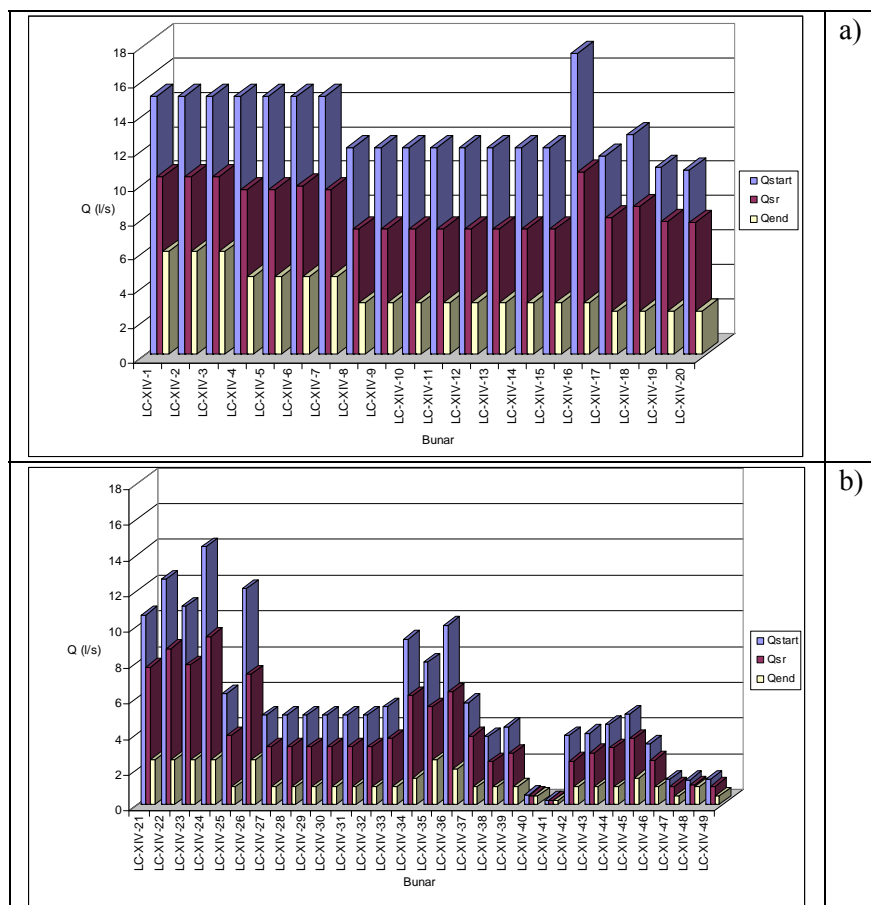 a)
18
16
14
12
10
8
6
4
2
0
Q (l/s)
LC-XIV-1
LC-XIV-2
LC-XIV-3
LC-XIV-4
LC-XIV-5
LC-XIV-6
LC-XIV-7
LC-XIV-8
LC-XIV-9
LC-XIV-10
LC-XIV-11
LC-XIV-12
LC-XIV-13
LC-XIV-14
LC-XIV-15
LC-XIV-16
LC-XIV-17
LC-XIV-18
LC-XIV-19
LC-XIV-20
Bunar
Qstart
Qsr
Qend
b)
18
16
14
12
10
8
6
4
2
0
Q (l/s)
LC-XIV-21
LC-XIV-22
LC-XIV-23
LC-XIV-24
LC-XIV-25
LC-XIV-26
LC-XIV-27
LC-XIV-28
LC-XIV-29
LC-XIV-30
LC-XIV-31
LC-XIV-32
LC-XIV-33
LC-XIV-34
LC-XIV-35
LC-XIV-36
LC-XIV-37
LC-XIV-38
LC-XIV-39
LC-XIV-40
LC-XIV-41
LC-XIV-42
LC-XIV-43
LC-XIV-44
LC-XIV-45
LC-XIV-46
LC-XIV-47
LC-XIV-48
LC-XIV-49
Bunar
Qstart
Qsr
Qend